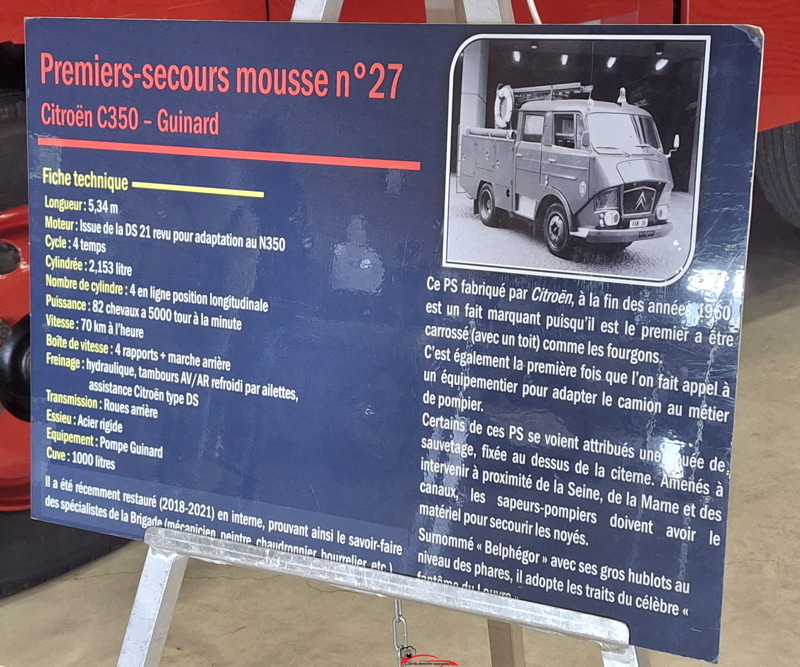 Premiers-secours mousse n°27
Citroën C350 – Guinard
Fiche technique
Longueur : 5,34 m
Moteur : Issue de la DS 21 revu pour adaptation au N350
Cycle : 4 temps
Cylindrée : 2,153 litre
Nombre de cylindre : 4 en ligne position longitudinale
Puissance : 82 chevaux a 5000 tour à la minute
Vitesse : 70 km à l'heure
Boîte de vitesse : 4 rapports + marche arrière
Freinage : hydraulique, tambours AV/AR refroidi par ailettes,
assistance Citroën type DS
Transmission : Roues arrière
Essieu : Acier rigide
Equipement : Pompe Guinard
Cuve : 1000 litres
Il a été récemment restauré (2018-2021) en interne, prouvant ainsi le savoir-faire
des spécialistes de la Brigade (mécanicien, peintre, chaudronnier, bourrelier, etc.)
Ce PS fabriqué par Citroën, à la fin des années 1960
est un fait marquant puisqu'il est le premier a être
carrossé (avec un toit) comme les fourgons.
C'est également la première fois que l'on fait appel à
un équipementier pour adapter le camion au métier
de pompier.
Certains de ces PS se voient attribués une bouée de
sauvetage, fixée au dessus de la citerne. Amenés à
intervenir à proximité de la Seine, de la Marne et des
canaux, les sapeurs-pompiers doivent avoir le
matériel pour secourir les noyés.
Surnommé « Belphégor » avec ses gros hublots au
niveau des phares, il adopte les traits du célèbre «
fantôme du Louvre »